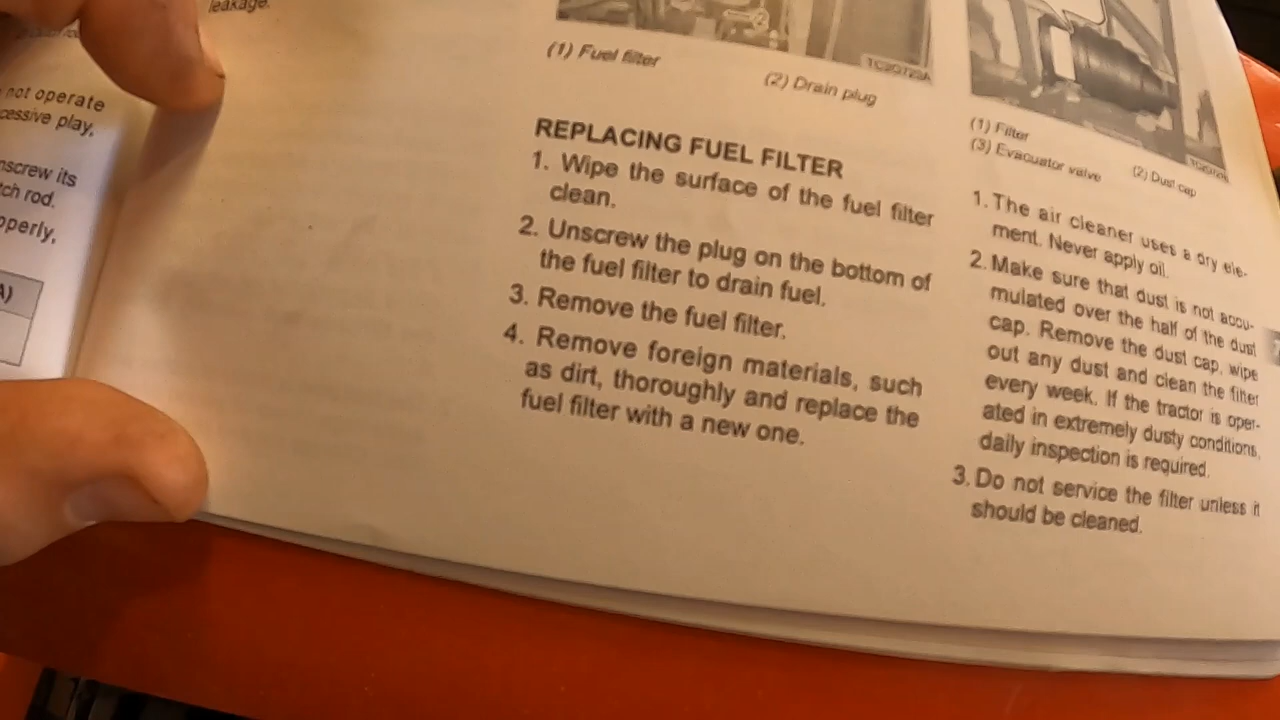 leakage.
not operate
cessive play,
nscrew its
tch rod.
operly,
A)
TC2O723A
(1) Fuel filter
(2) Drain plug
REPLACING FUEL FILTER
1. Wipe the surface of the fuel filter
clean.
2. Unscrew the plug on the bottom of
the fuel filter to drain fuel.
3. Remove the fuel filter.
4. Remove foreign materials, such
as dirt, thoroughly and replace the
fuel filter with a new one.
(1) Filter
(2) Dust cap
(3) Evacuator valve
1. The air cleaner uses a dry ele-
ment. Never apply oil.
2. Make sure that dust is not accu-
mulated over the half of the dust
cap. Remove the dust cap, wipe
out any dust and clean the filter
every week. If the tractor is oper-
ated in extremely dusty conditions,
daily inspection is required.
3. Do not service the filter unless it
should be cleaned.